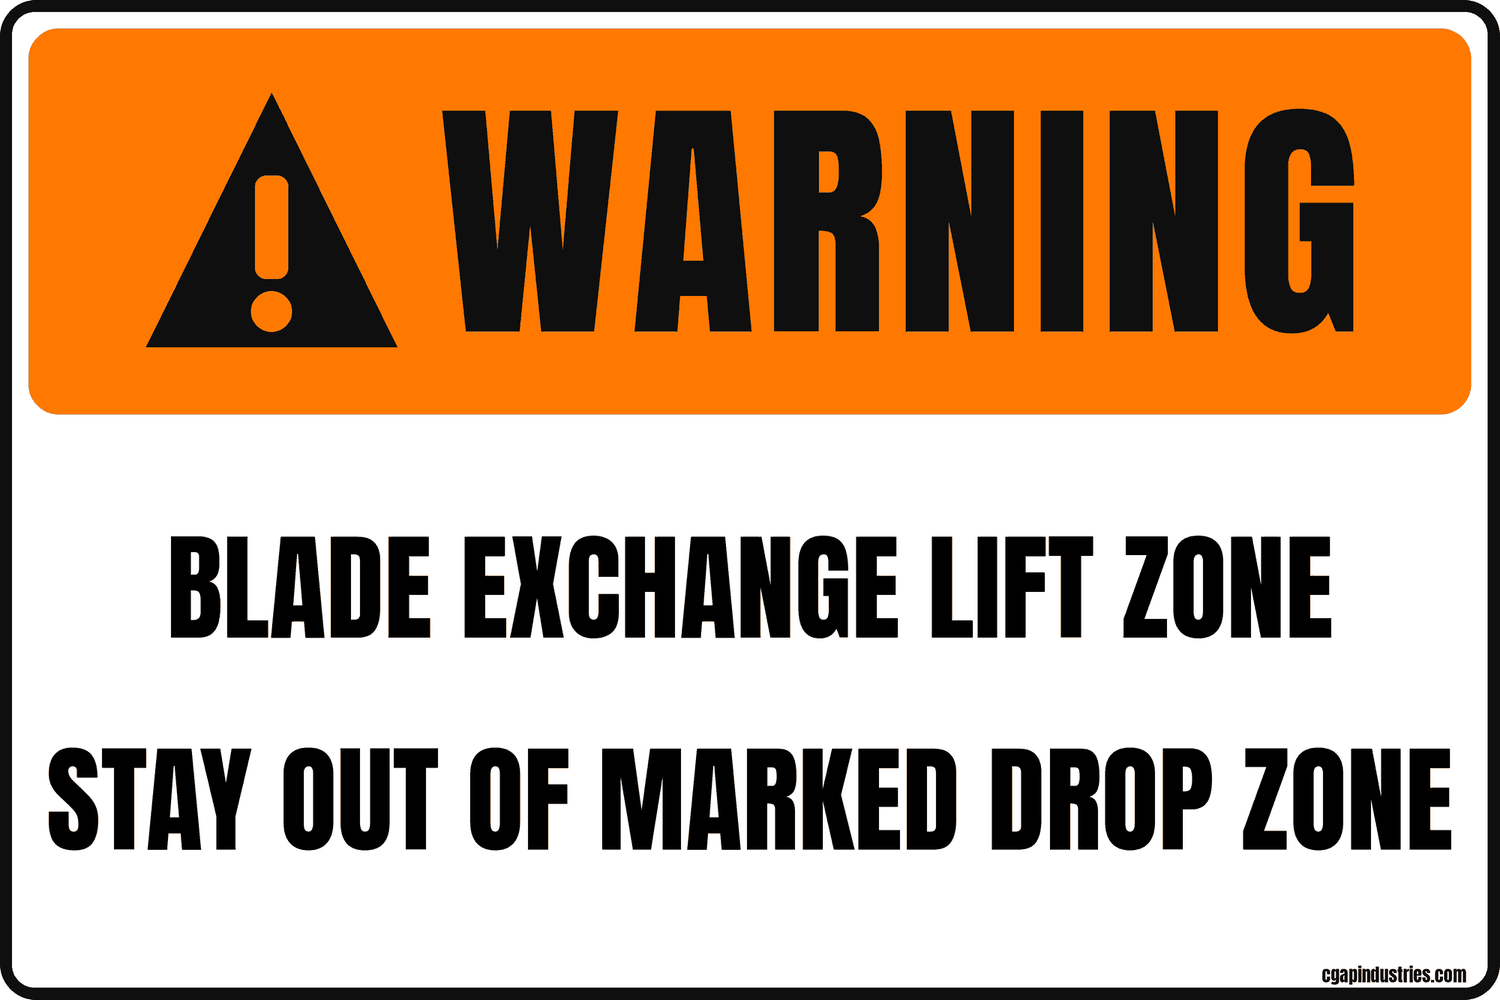 WARNING
BLADE EXCHANGE LIFT ZONE
STAY OUT OF MARKED DROP ZONE
cgapindustries.com